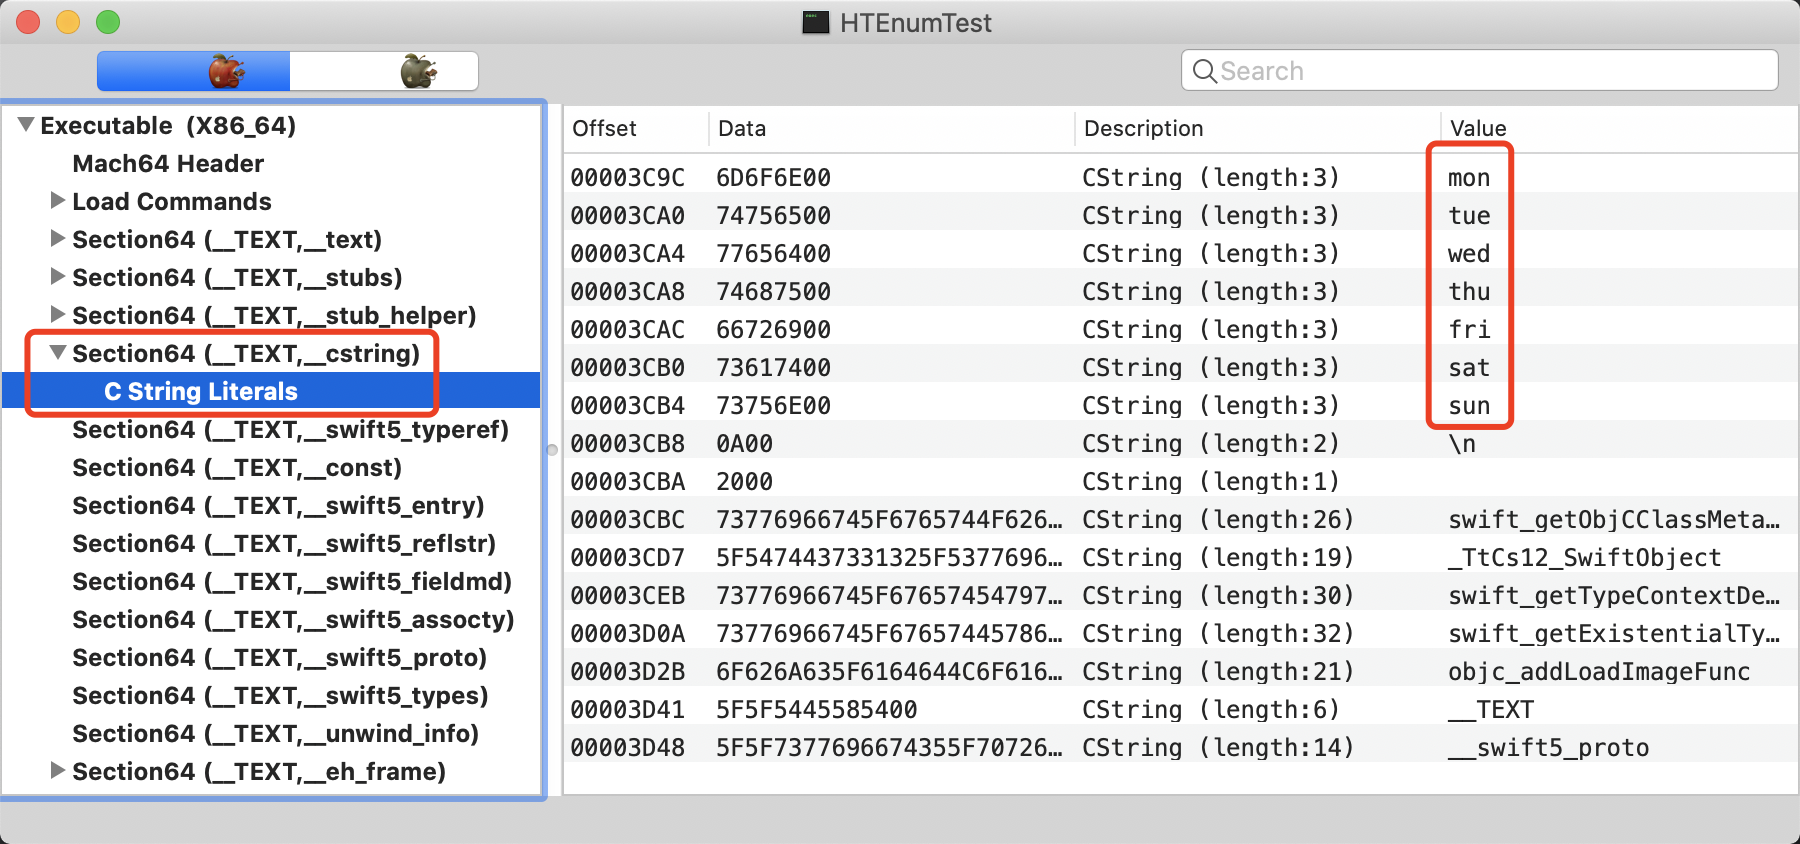 HTEnumTest
Search
Executable (X86_64)
Mach64 Header
Load Commands
Section64 (__TEXT,__text)
Section64 (__TEXT,__stubs)
Section64 (__TEXT,__stub_helper)
Section64 (__TEXT,__cstring)
C String Literals
Section64 (__TEXT,__swift5_typeref)
Section64 (__TEXT,__const)
Section64 (__TEXT,__swift5_entry)
Section64 (__TEXT,__swift5_reflstr)
Section64 (__TEXT,__swift5_fieldmd)
Section64 (__TEXT,__swift5_assocty)
Section64 (__TEXT,__swift5_proto)
Section64 (__TEXT,__swift5_types)
Section64 (__TEXT,__unwind_info)
Section64 (__TEXT,__eh_frame)
Offset Data Description Value
00003C9C 6D6F6E00 CString (length:3) mon
00003CA0 74756500 CString (length:3) tue
00003CA4 77656400 CString (length:3) wed
00003CA8 74687500 CString (length:3) thu
00003CAC 66726900 CString (length:3) fri
00003CB0 73617400 CString (length:3) sat
00003CB4 73756E00 CString (length:3) sun
00003CB8 0A00 CString (length:2) \n
00003CBA 2000 CString (length:1)
00003CBC 73776966745F6765744F626… CString (length:26) swift_getObjCClassMeta…
00003CD7 5F5474437331325F5377696… CString (length:19) _TtCs12_SwiftObject
00003CEB 73776966745F67657454797… CString (length:30) swift_getTypeContextDe…
00003D0A 73776966745F67657445786… CString (length:32) swift_getExistentialTy…
00003D2B 6F626A635F6164644C6F616… CString (length:21) objc_addLoadImageFunc
00003D41 5F5F5445585400 CString (length:6) __TEXT
00003D48 5F5F7377696674355F70726… CString (length:14) __swift5_proto